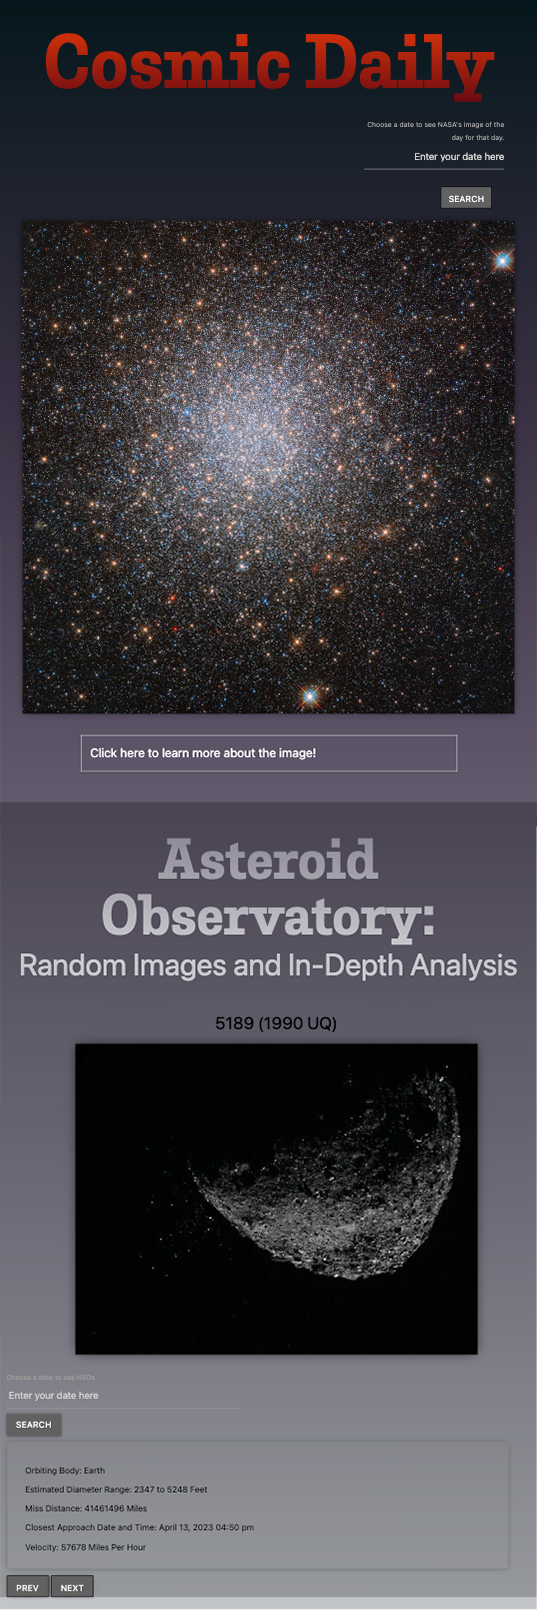 Cosmic Daily
Choose a date to see NASA's image of the
day for that day.
Enter your date here
SEARCH
Click here to learn more about the image!
Asteroid
Observatory:
Random Images and In-Depth Analysis
5189 (1990 UQ)
Choose a date to see NEOs
Enter your date here
SEARCH
Orbiting Body: Earth
Estimated Diameter Range: 2347 to 5248 Feet
Miss Distance: 41461496 Miles
Closest Approach Date and Time: April 13, 2023 04:50 pm
Velocity: 57678 Miles Per Hour
PREV NEXT